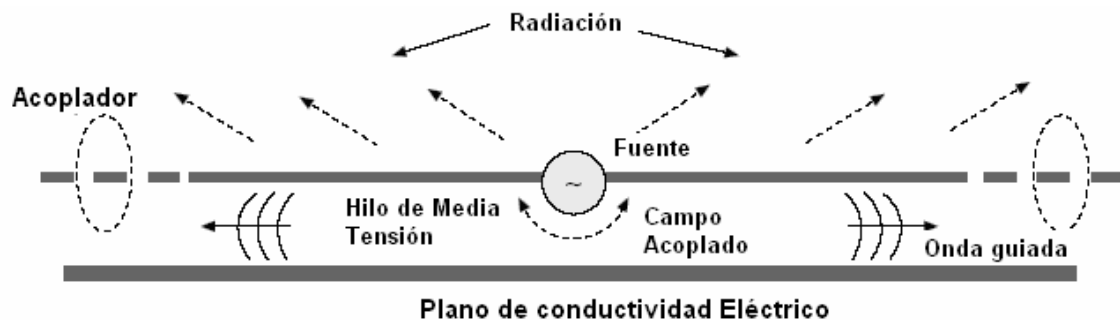 Radiación
Acoplador
Fuente
~
Hilo de Media
Tensión
Campo
Acoplado
Onda guiada
Plano de conductividad Eléctrico